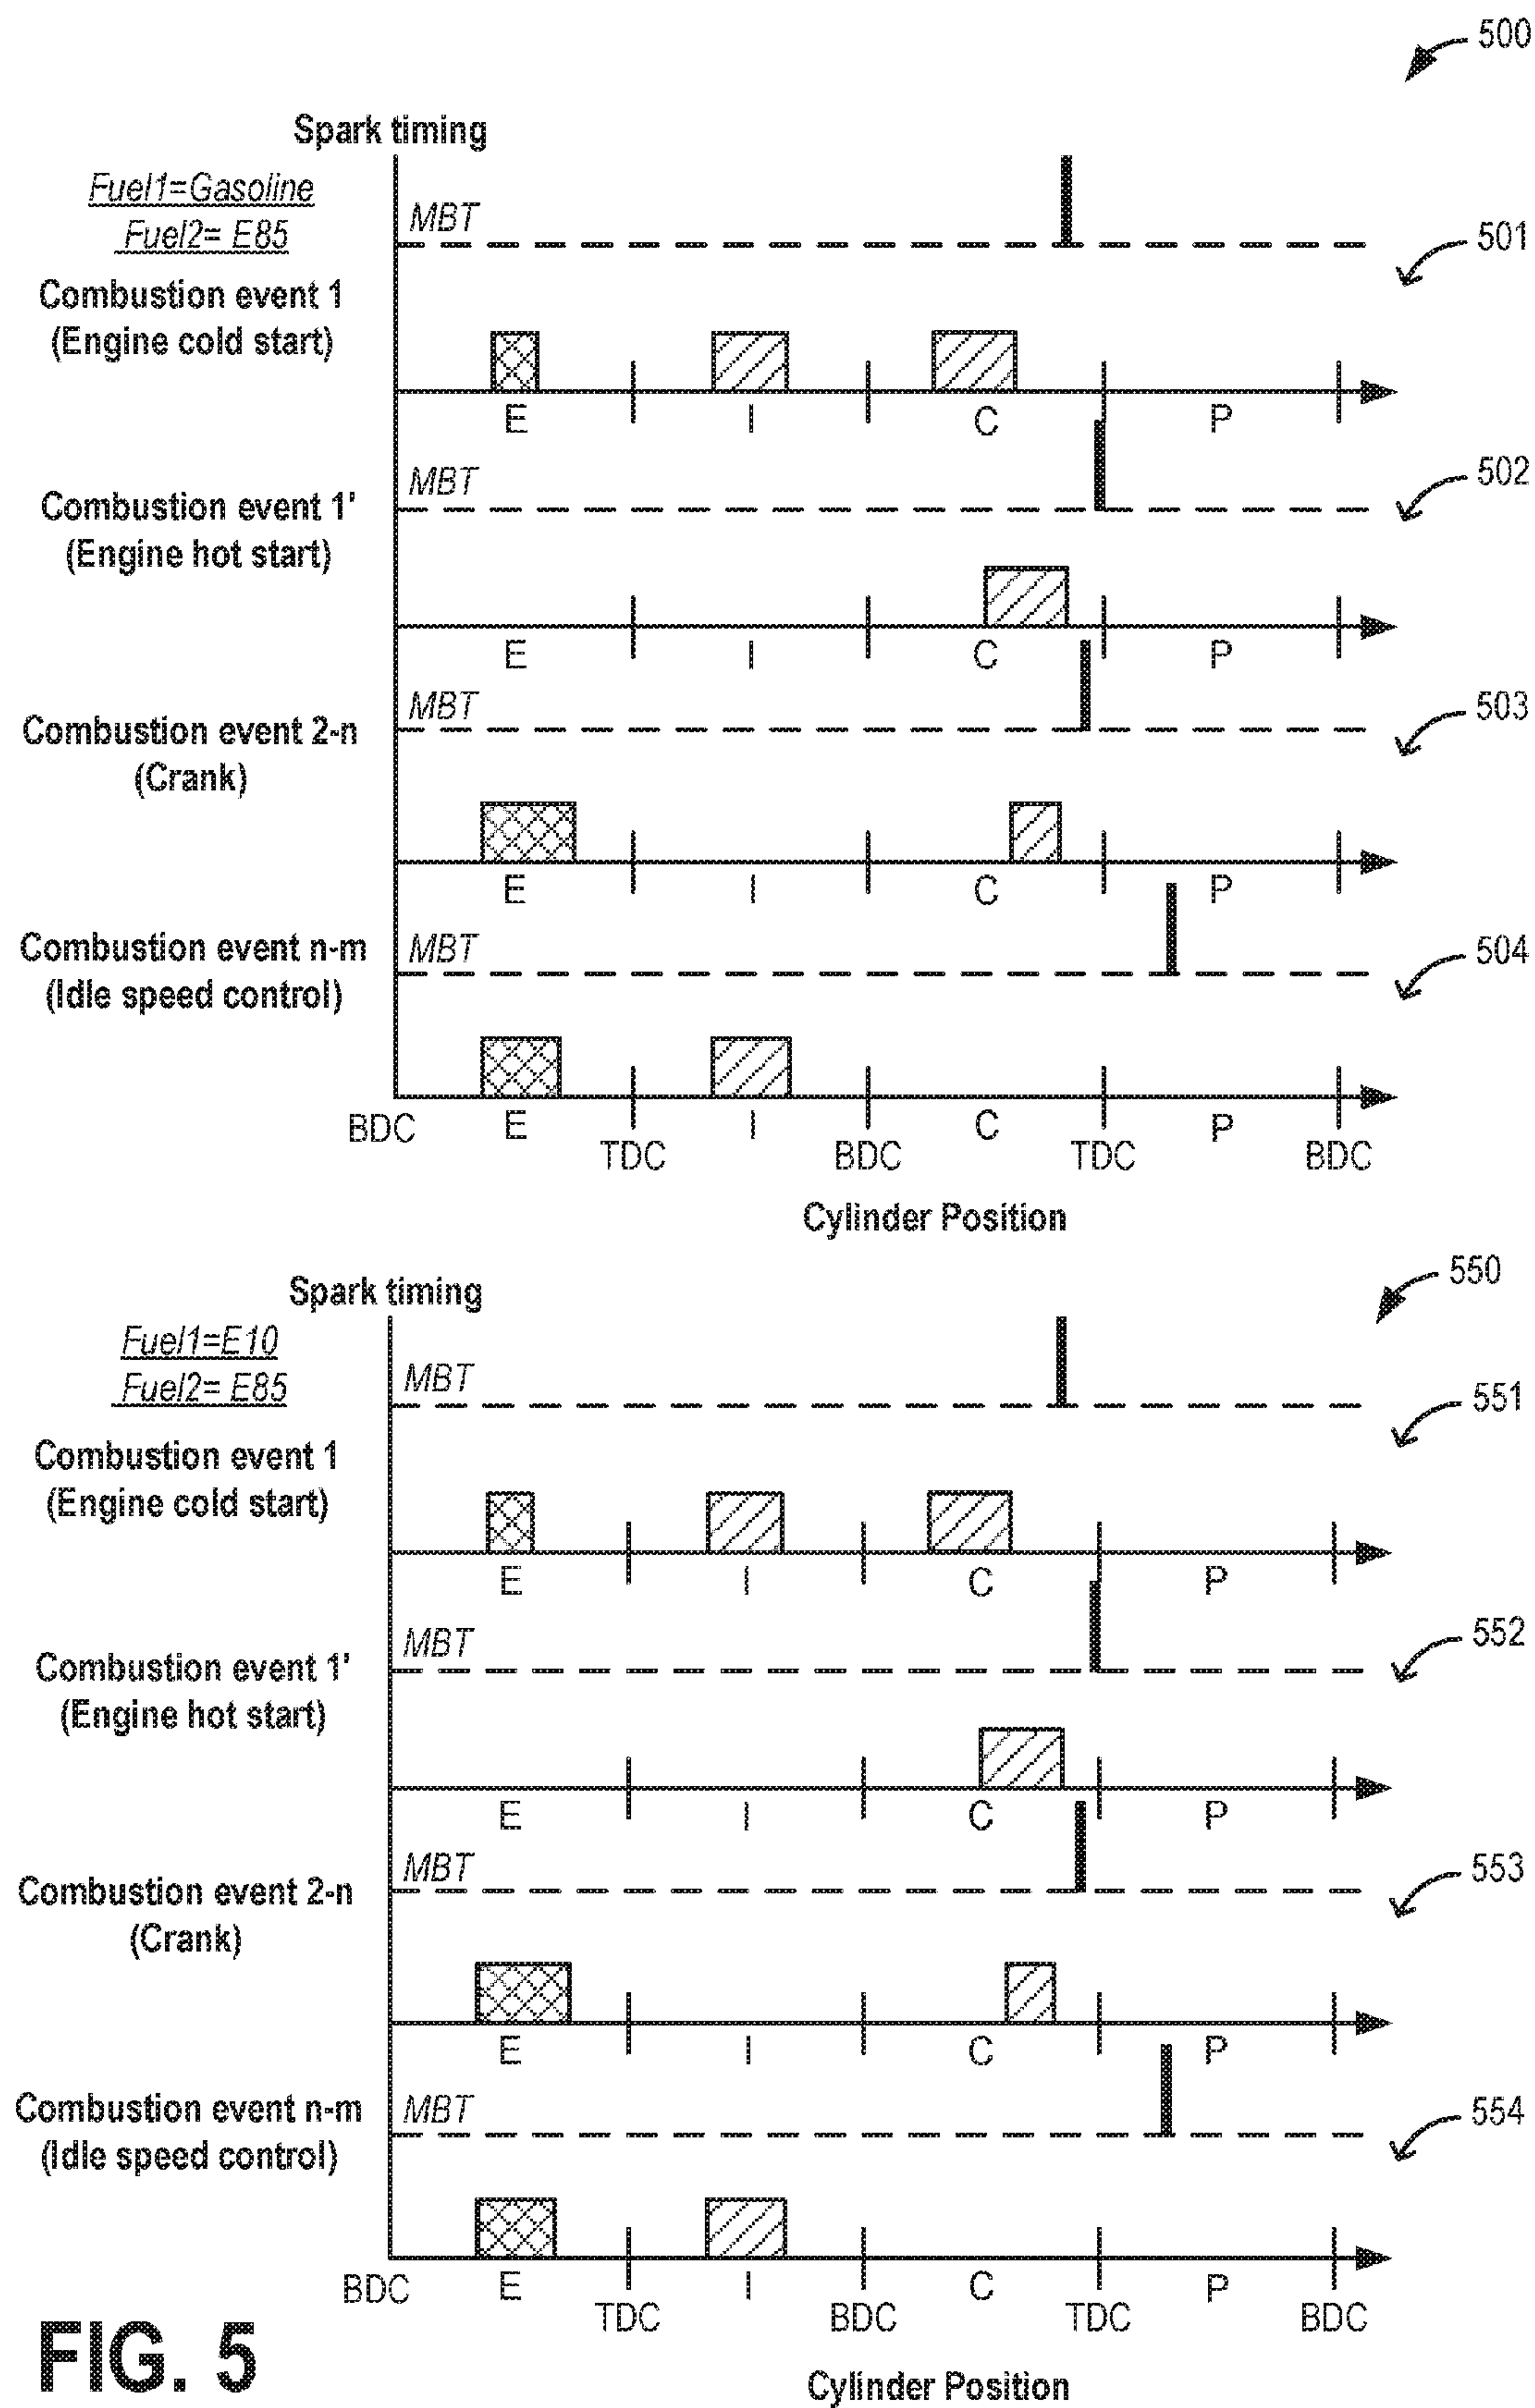 500
Spark timing
Fuel1=Gasoline
Fuel2= E85
MBT
501
Combustion event 1
(Engine cold start)
E I C P
MBT
502
Combustion event 1'
(Engine hot start)
E I C P
MBT
503
Combustion event 2-n
(Crank)
E I C P
MBT
504
Combustion event n-m
(Idle speed control)
BDC E I C P
TDC BDC TDC BDC
Cylinder Position
550
Spark timing
Fuel1=E10
Fuel2= E85
MBT
551
Combustion event 1
(Engine cold start)
E I C P
MBT
552
Combustion event 1'
(Engine hot start)
E I C P
MBT
553
Combustion event 2-n
(Crank)
E I C P
MBT
554
Combustion event n-m
(Idle speed control)
BDC E I C P
TDC BDC TDC BDC
FIG. 5
Cylinder Position